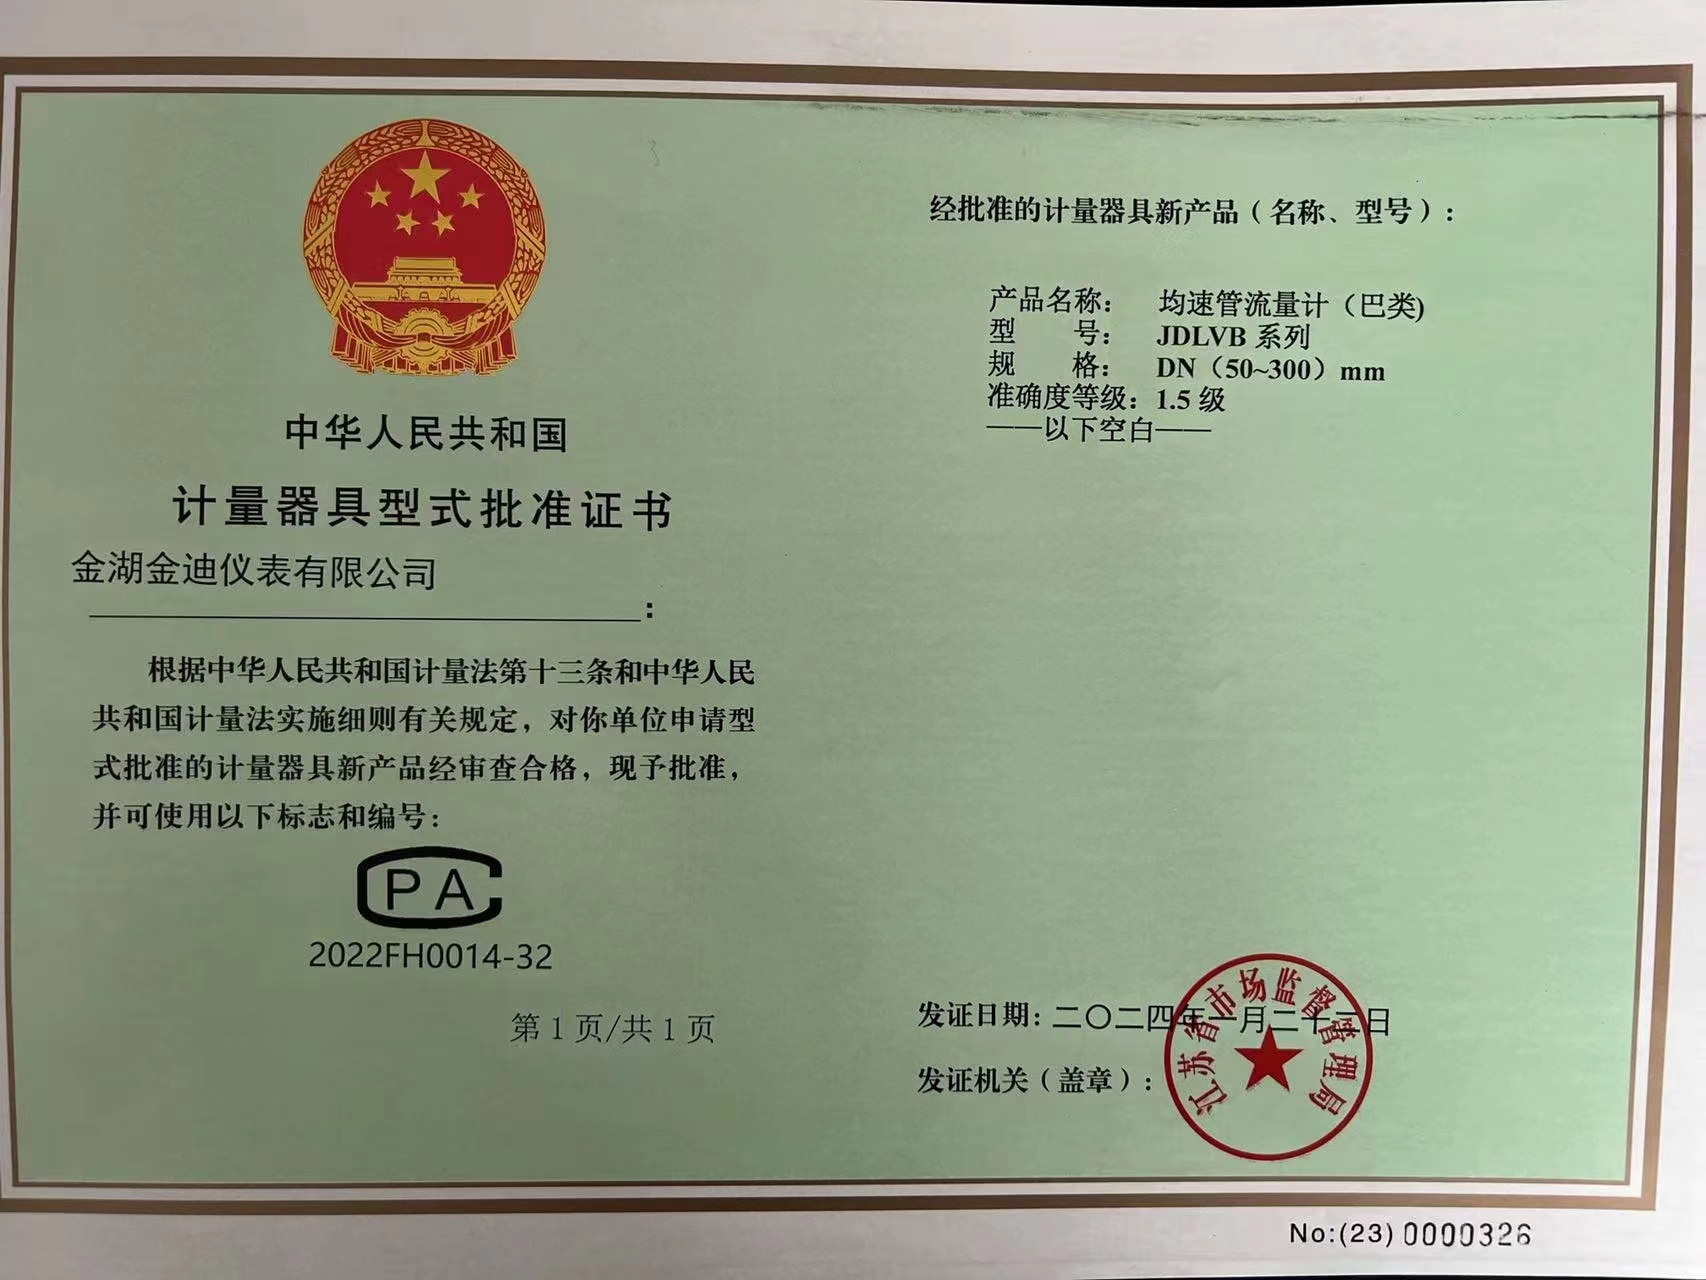 中华人民共和国
计量器具型式批准证书
金湖金迪仪表有限公司
：
根据中华人民共和国计量法第十三条和中华人民
共和国计量法实施细则有关规定，对你单位申请型
式批准的计量器具新产品经审查合格，现予批准，
并可使用以下标志和编号：
CPA
2022FH0014-32
第1页/共1页
经批准的计量器具新产品（名称、型号）：
产品名称： 均速管流量计（巴类)
型 号： JDLVB 系列
规 格： DN（50~300）mm
准确度等级：1.5 级
——以下空白——
发证日期：二〇二四年一月二十二日
发证机关（盖章）：
江苏省市场监督管理局
No:(23) 0000326